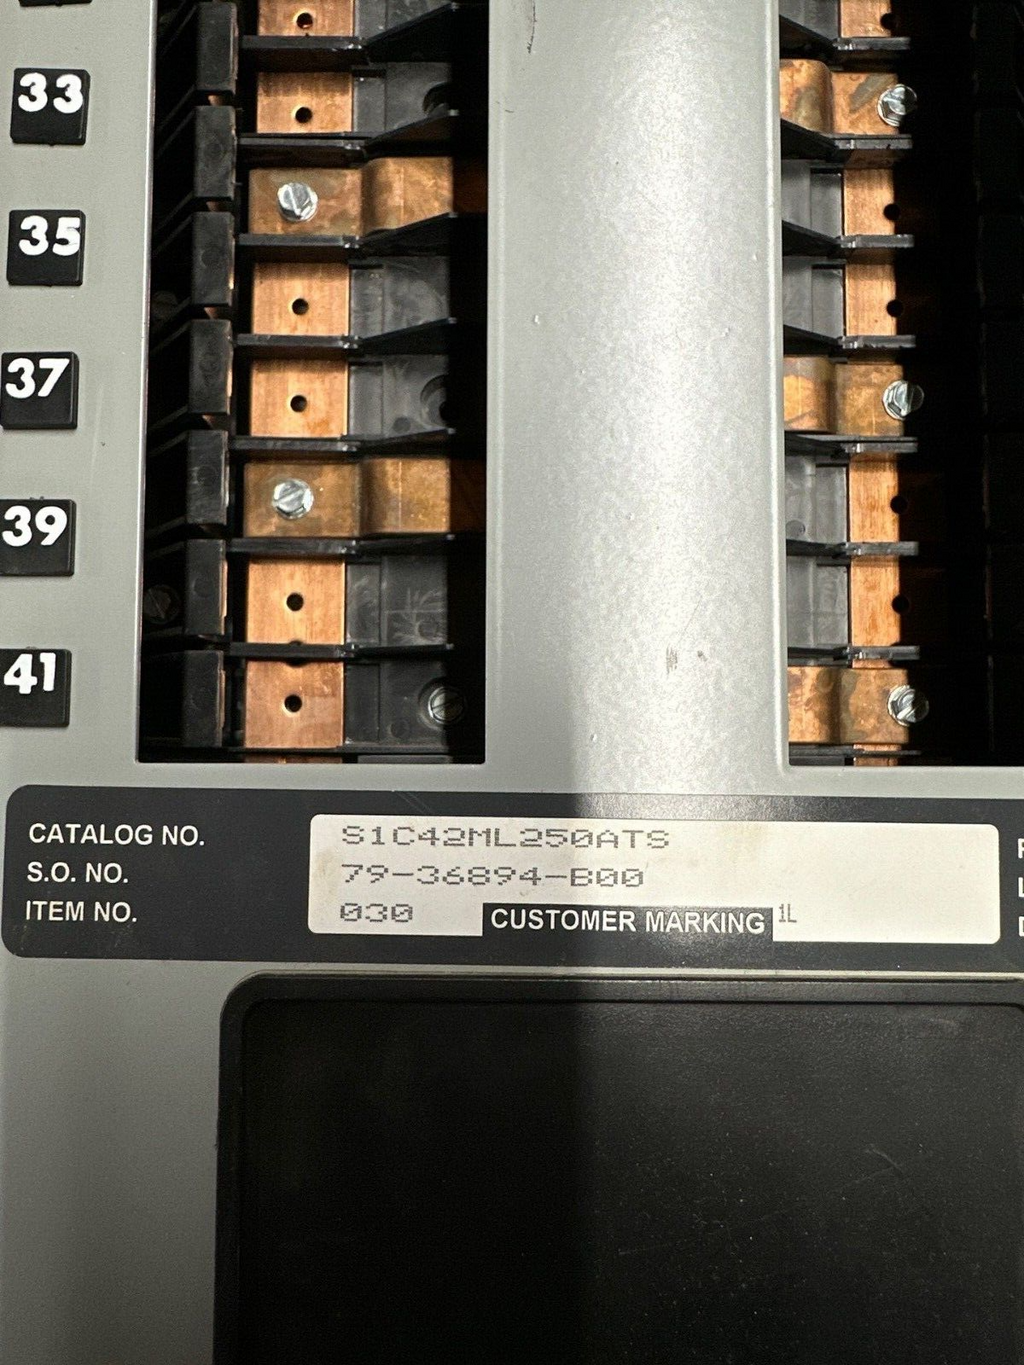 33
35
37
39
41
CATALOG NO. S1C42ML250ATS
S.O. NO. 79-36894-B00
ITEM NO. 030 CUSTOMER MARKING 1L